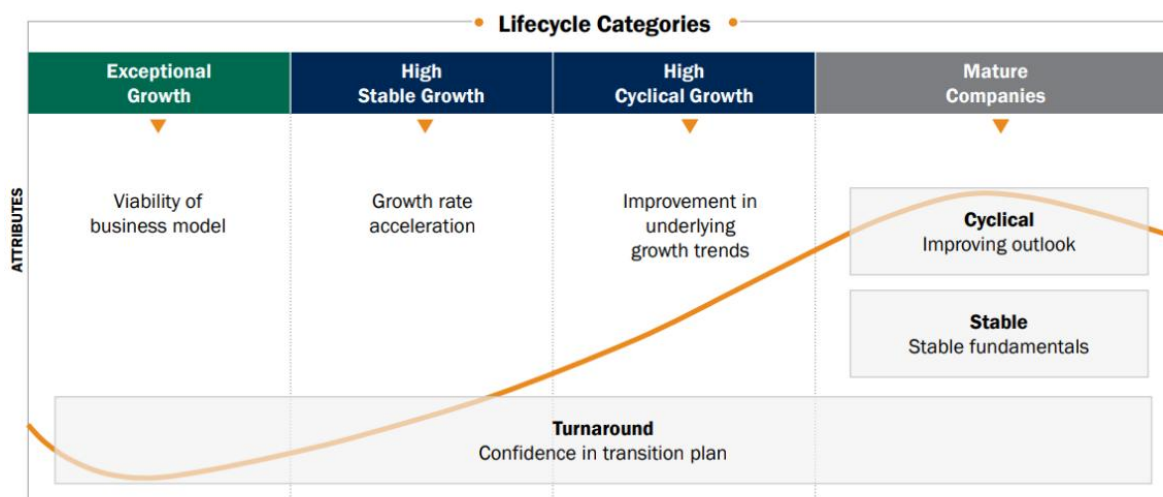 Lifecycle Categories
Exceptional
Growth
High
Stable Growth
High
Cyclical Growth
Mature
Companies
ATTRIBUTES
Viability of
business model
Growth rate
acceleration
Improvement in
underlying
growth trends
Cyclical
Improving outlook
Stable
Stable fundamentals
Turnaround
Confidence in transition plan